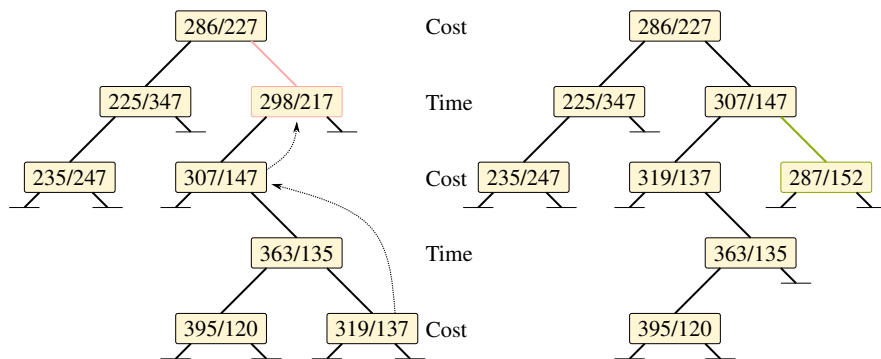 286/227 Cost 286/227
225/347 298/217 Time 225/347 307/147
235/247 307/147 Cost 235/247 319/137 287/152
363/135 Time 363/135
395/120 319/137 Cost 395/120